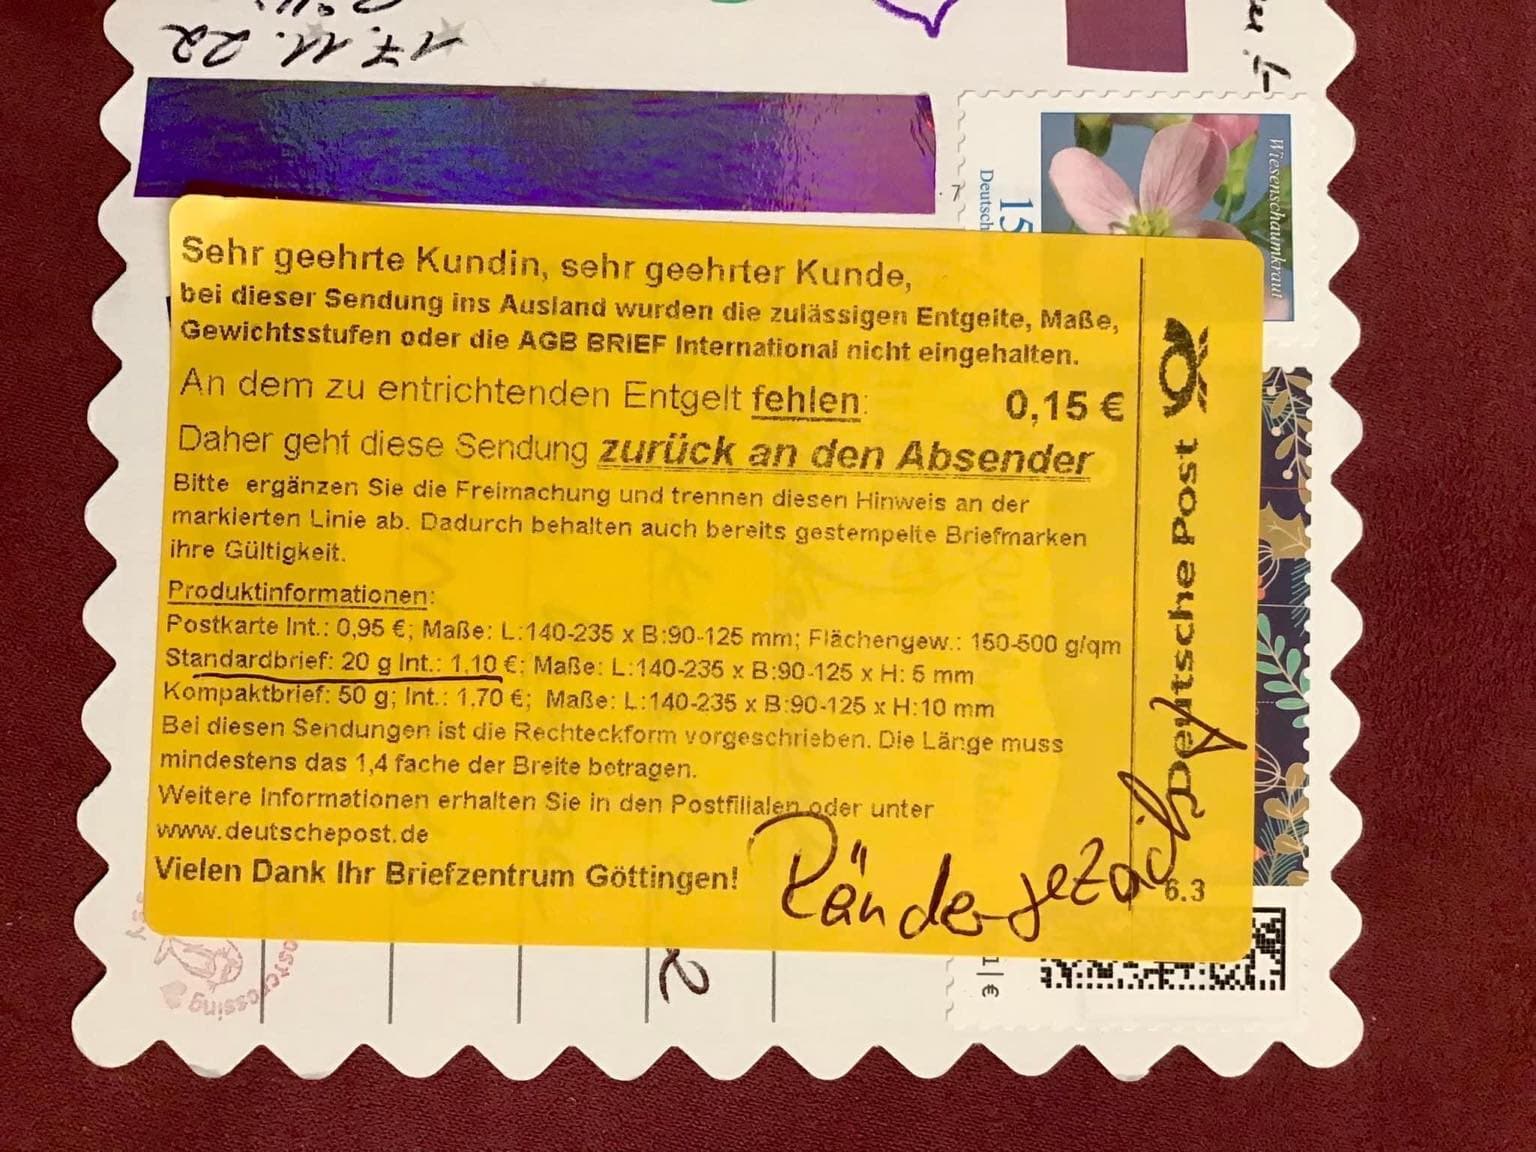 17.11.22
Wiesenschaumkraut
15
Deutsch
Sehr geehrte Kundin, sehr geehrter Kunde,
bei dieser Sendung ins Ausland wurden die zulässigen Entgelte, Maße,
Gewichtsstufen oder die AGB BRIEF International nicht eingehalten.
An dem zu entrichtenden Entgelt fehlen: 0,15 €
Daher geht diese Sendung zurück an den Absender
Bitte ergänzen Sie die Freimachung und trennen diesen Hinweis an der
markierten Linie ab. Dadurch behalten auch bereits gestempelte Briefmarken
ihre Gültigkeit.
Produktinformationen:
Postkarte Int.: 0,95 €; Maße: L:140-235 x B:90-125 mm; Flächengew.: 150-500 g/qm
Standardbrief: 20 g Int.: 1,10 €; Maße: L:140-235 x B:90-125 x H: 5 mm
Kompaktbrief: 50 g; Int.: 1,70 €; Maße: L:140-235 x B:90-125 x H:10 mm
Bei diesen Sendungen ist die Rechteckform vorgeschrieben. Die Länge muss
mindestens das 1,4 fache der Breite betragen.
Weitere Informationen erhalten Sie in den Postfilialen oder unter
www.deutschepost.de
Vielen Dank Ihr Briefzentrum Göttingen!
Ränder gezackt
Deutsche Post
6.3
postcrossing